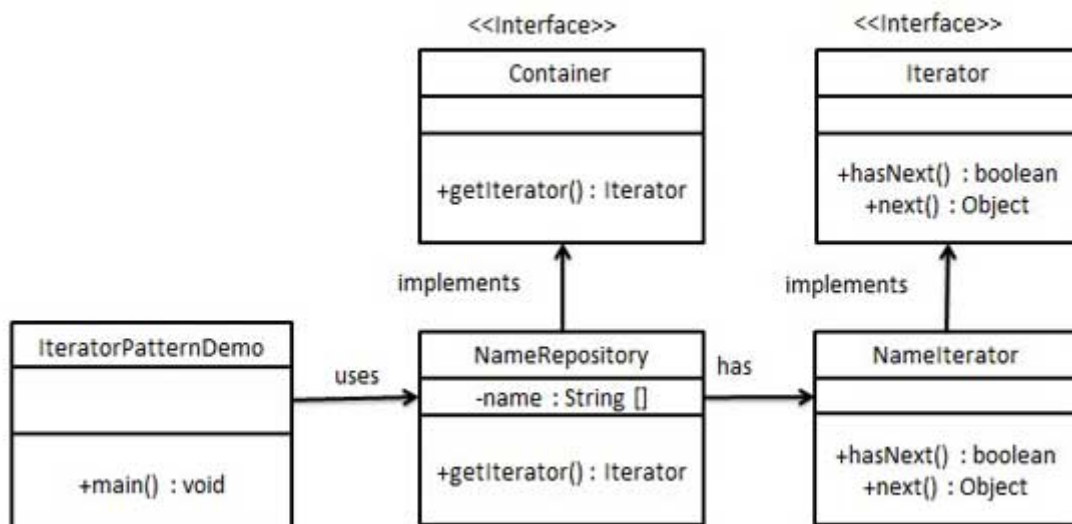 <<Interface>>
Container
+getIterator() : Iterator
<<Interface>>
Iterator
+hasNext() : boolean
+next() : Object
implements
implements
IteratorPatternDemo
+main() : void
uses
NameRepository
-name : String []
+getIterator() : Iterator
has
NameIterator
+hasNext() : boolean
+next() : Object